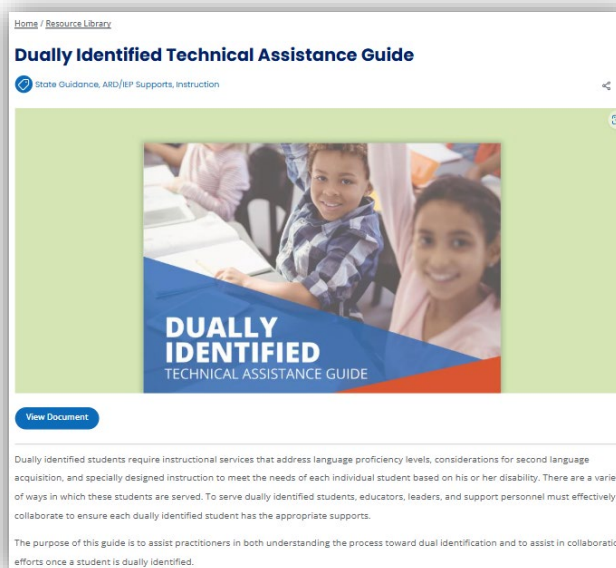 Home / Resource Library
Dually Identified Technical Assistance Guide
State Guidance, ARD/IEP Supports, Instruction
DUALLY
IDENTIFIED
TECHNICAL ASSISTANCE GUIDE
View Document
Dually identified students require instructional services that address language proficiency levels, considerations for second language
acquisition, and specially designed instruction to meet the needs of each individual student based on his or her disability. There are a varie
of ways in which these students are served. To serve dually identified students, educators, leaders, and support personnel must effectively
collaborate to ensure each dually identified student has the appropriate supports.
The purpose of this guide is to assist practitioners in both understanding the process toward dual identification and to assist in collaboratio
efforts once a student is dually identified.